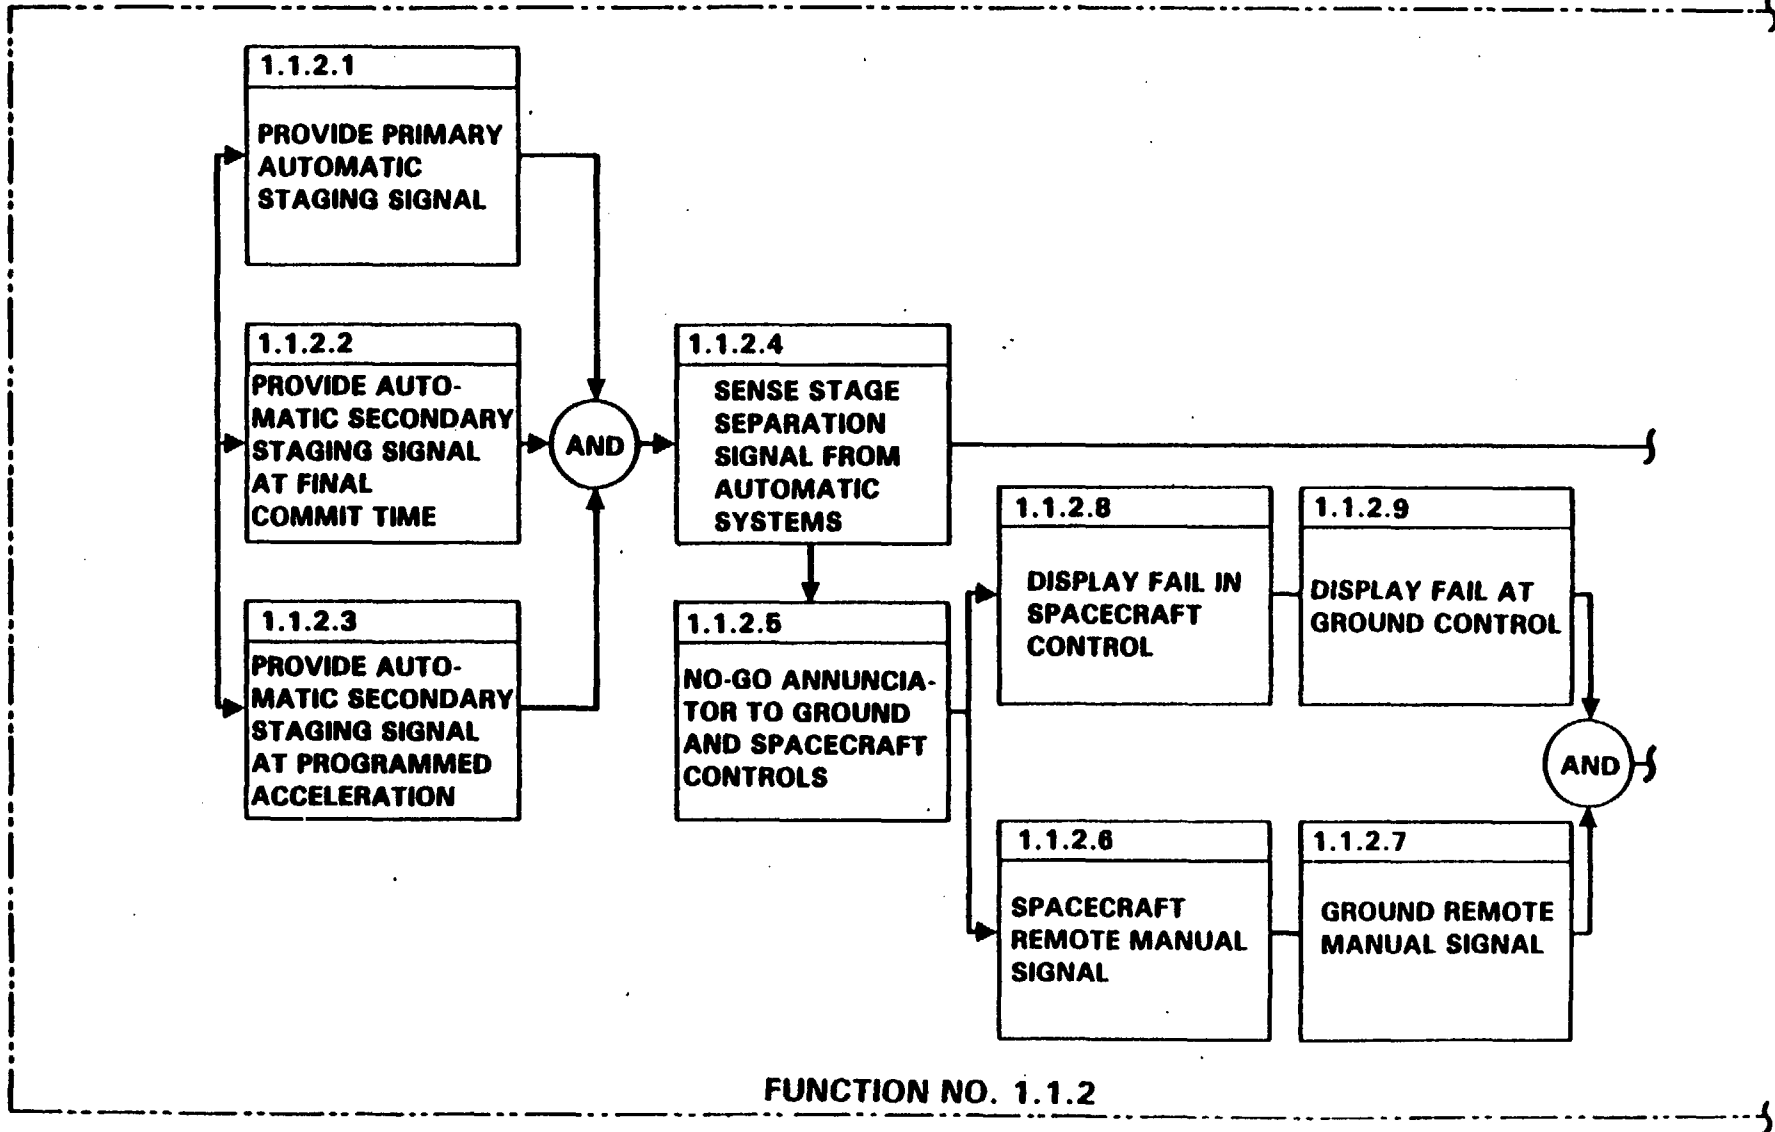 1.1.2.1
PROVIDE PRIMARY
AUTOMATIC
STAGING SIGNAL
1.1.2.2
PROVIDE AUTO-
MATIC SECONDARY
STAGING SIGNAL
AT FINAL
COMMIT TIME
1.1.2.3
PROVIDE AUTO-
MATIC SECONDARY
STAGING SIGNAL
AT PROGRAMMED
ACCELERATION
AND
1.1.2.4
SENSE STAGE
SEPARATION
SIGNAL FROM
AUTOMATIC
SYSTEMS
1.1.2.5
NO-GO ANNUNCIA-
TOR TO GROUND
AND SPACECRAFT
CONTROLS
1.1.2.8
DISPLAY FAIL IN
SPACECRAFT
CONTROL
1.1.2.9
DISPLAY FAIL AT
GROUND CONTROL
1.1.2.6
SPACECRAFT
REMOTE MANUAL
SIGNAL
1.1.2.7
GROUND REMOTE
MANUAL SIGNAL
AND
FUNCTION NO. 1.1.2